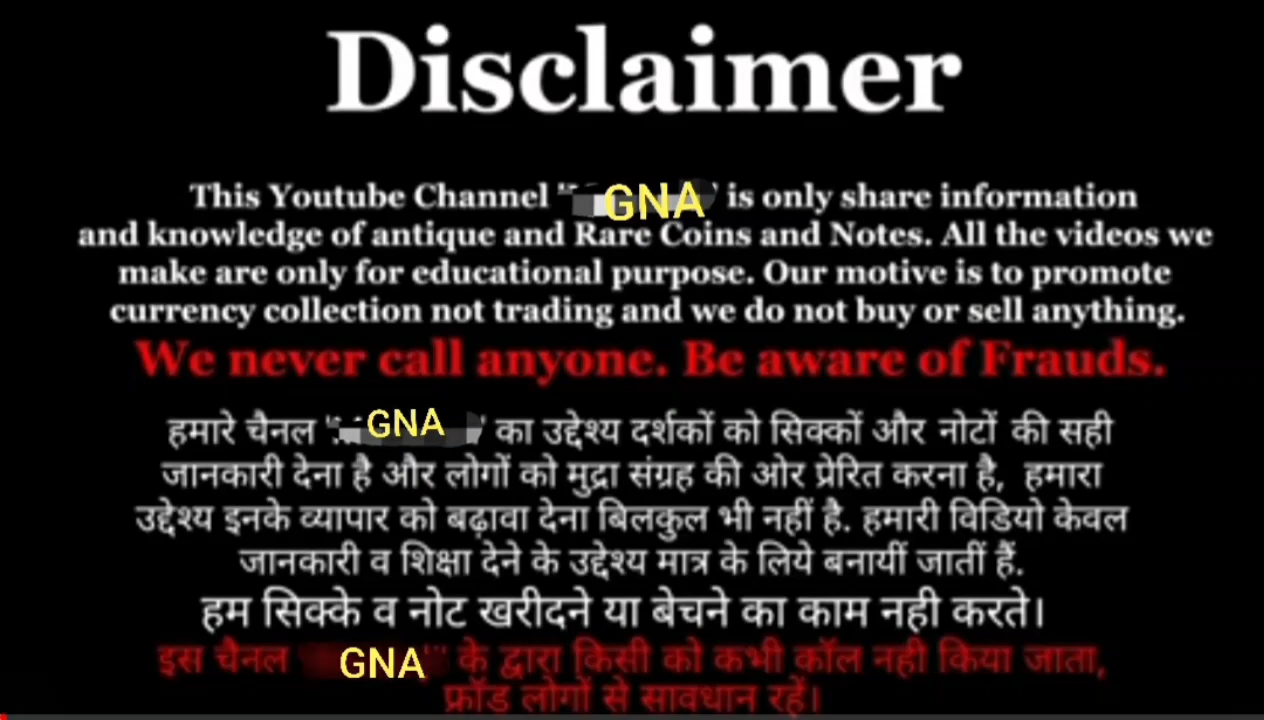 Disclaimer
This Youtube Channel "GNA" is only share information
and knowledge of antique and Rare Coins and Notes. All the videos we
make are only for educational purpose. Our motive is to promote
currency collection not trading and we do not buy or sell anything.
We never call anyone. Be aware of Frauds.
हमारे चैनल "GNA" का उद्देश्य दर्शकों को सिक्कों और नोटों की सही
जानकारी देना है और लोगों को मुद्रा संग्रह की ओर प्रेरित करना है, हमारा
उद्देश्य इनके व्यापार को बढ़ावा देना बिलकुल भी नहीं है. हमारी विडियो केवल
जानकारी व शिक्षा देने के उद्देश्य मात्र के लिये बनायीं जातीं हैं.
हम सिक्के व नोट खरीदने या बेचने का काम नही करते।
इस चैनल GNA" के द्वारा किसी को कभी कॉल नही किया जाता,
फ्रॉड लोगों से सावधान रहें।